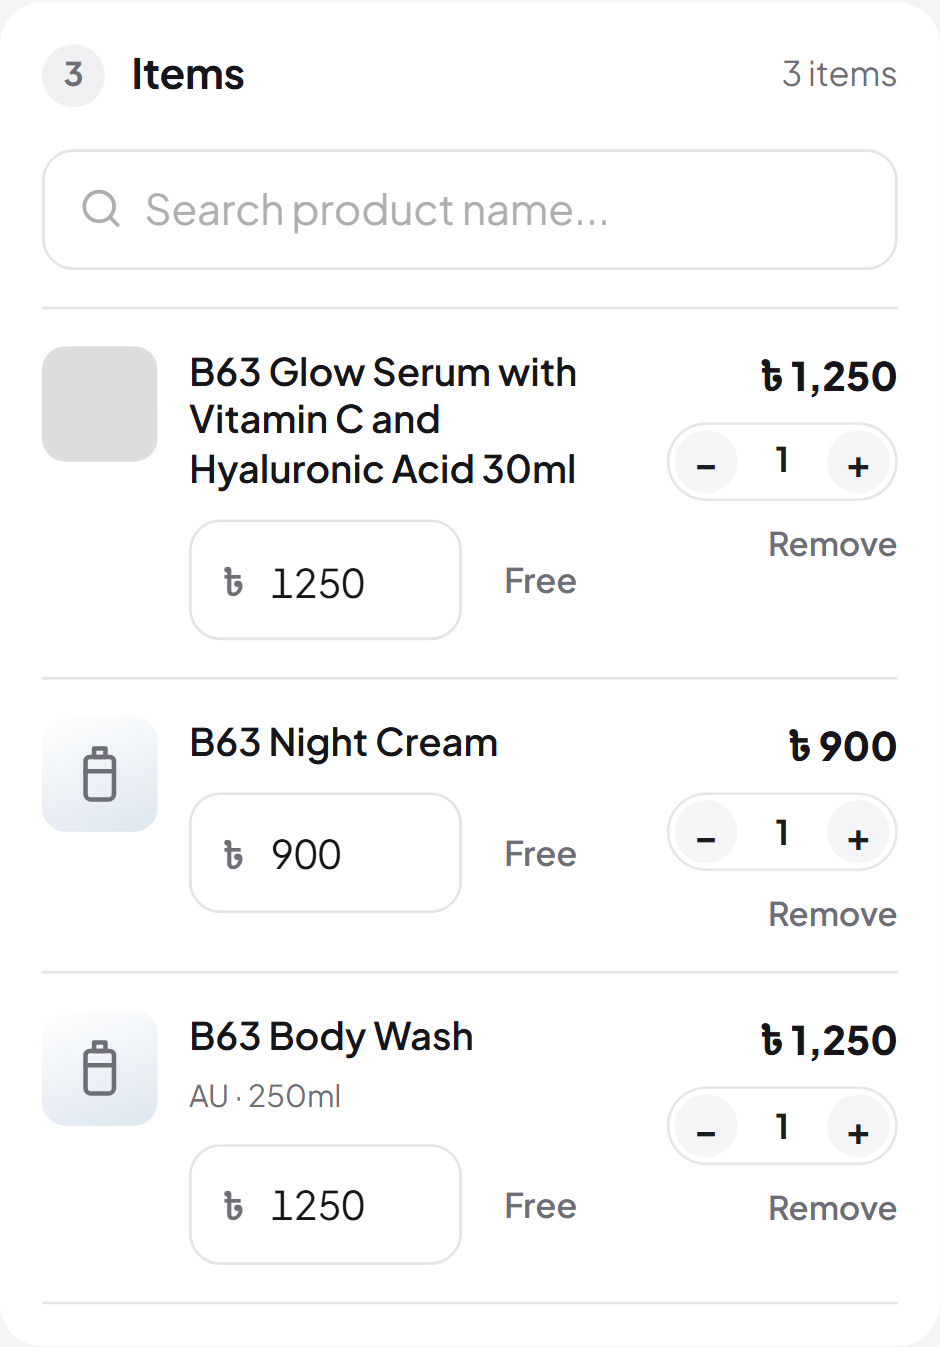 3 Items 3 items
Search product name...
B63 Glow Serum with
Vitamin C and
Hyaluronic Acid 30ml
৳ 1,250
− 1 +
Remove
৳ 1250 Free
B63 Night Cream
৳ 900
− 1 +
Remove
৳ 900 Free
B63 Body Wash
AU · 250ml
৳ 1,250
− 1 +
Remove
৳ 1250 Free